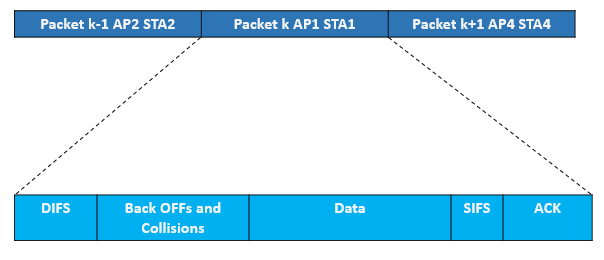 Packet k-1 AP2 STA2 Packet k AP1 STA1 Packet k+1 AP4 STA4
DIFS Back OFFs and Data SIFS ACK
Collisions